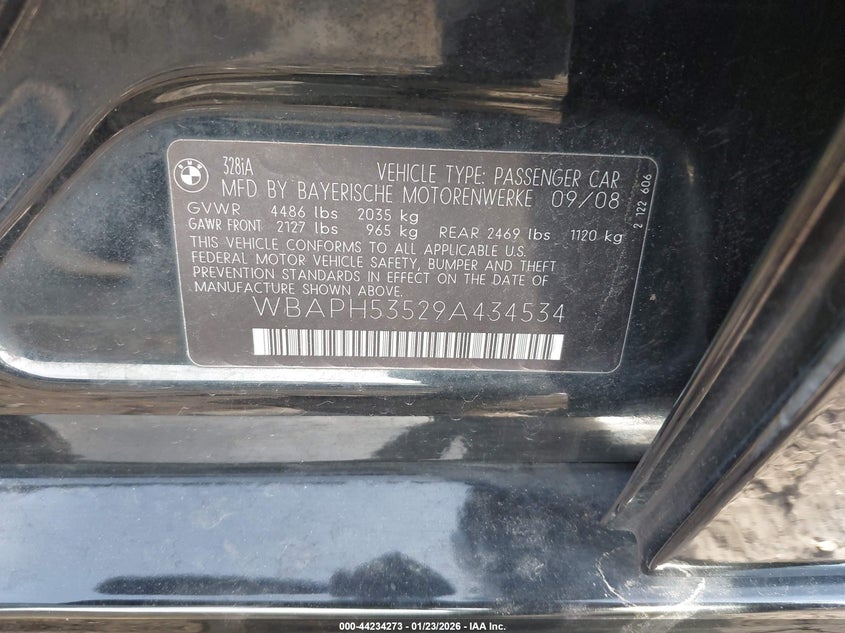 BMW
328iA VEHICLE TYPE: PASSENGER CAR
MFD BY BAYERISCHE MOTORENWERKE 09/08
GVWR 4486 lbs 2035 kg
GAWR FRONT 2127 lbs 965 kg REAR 2469 lbs 1120 kg
THIS VEHICLE CONFORMS TO ALL APPLICABLE U.S.
FEDERAL MOTOR VEHICLE SAFETY, BUMPER AND THEFT
PREVENTION STANDARDS IN EFFECT ON THE DATE OF
MANUFACTURE SHOWN ABOVE.
WBAPH53529A434534
2 122 606
000-44234273 - 01/23/2026 - IAA Inc.